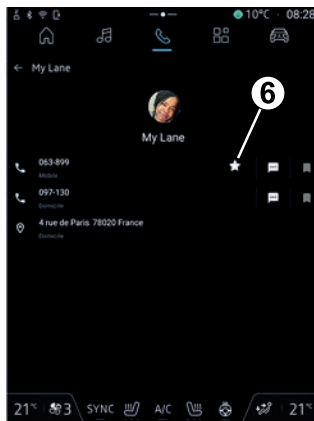 10°C 08:28
← My Lane
6
My Lane
063-899
Mobile
097-130
Domicile
4 rue de Paris 78020 France
Domicile
21° 3 SYNC A/C 21°